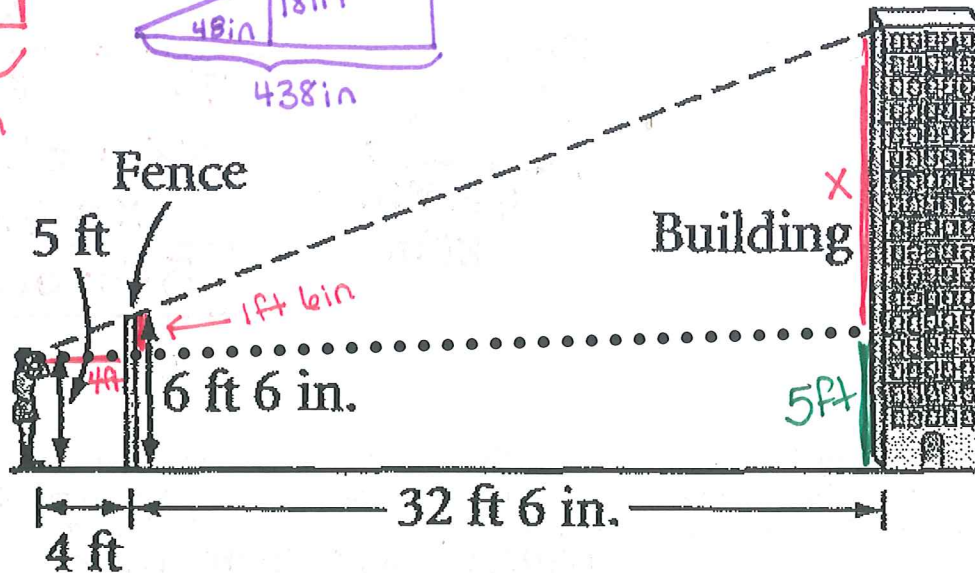 48in
18in
438in
Fence
5 ft
X
Building
1ft 6in
4ft
6 ft 6 in.
5ft
32 ft 6 in.
4 ft